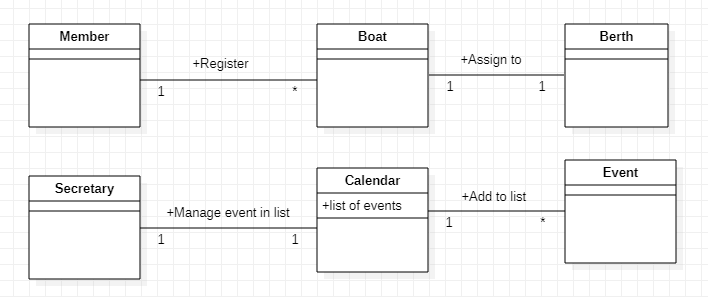 Member
Boat
Berth
+Register
+Assign to
1
*
1
1
Secretary
Calendar
Event
+list of events
+Manage event in list
+Add to list
1
1
1
*